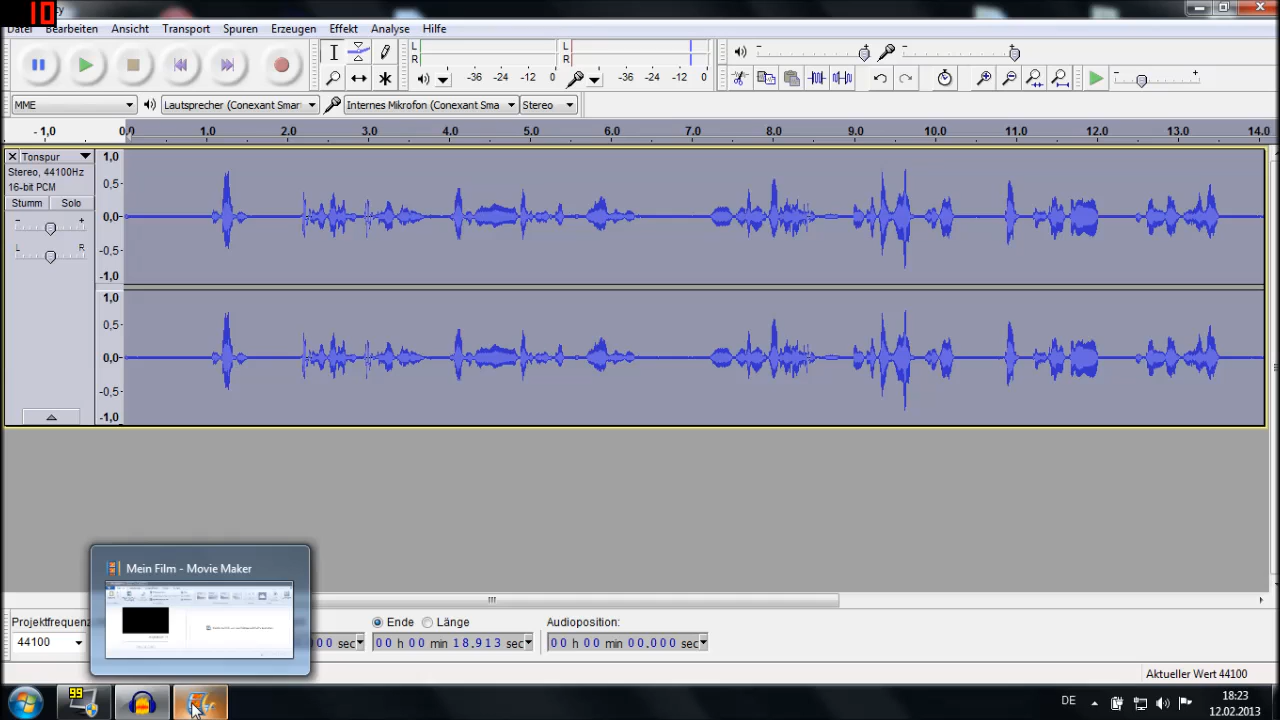 10
Datei Bearbeiten Ansicht Transport Spuren Erzeugen Effekt Analyse Hilfe
L
R
-36 -24 -12 0
L
R
-36 -24 -12 0
- +
- +
- +
MME
Lautsprecher (Conexant Smar
Internes Mikrofon (Conexant Sma
Stereo
- 1,0 0,0 1.0 2.0 3.0 4.0 5.0 6.0 7.0 8.0 9.0 10.0 11.0 12.0 13.0 14.0
Tonspur
Stereo, 44100Hz
16-bit PCM
Stumm Solo
- +
L R
1,0
0,5
0,0
-0,5
-1,0
1,0
0,5
0,0
-0,5
-1,0
Mein Film - Movie Maker
Projektfrequenz
44100
Ende Länge
sec
00 h 00 min 18.913 sec
Audioposition:
00 h 00 min 00.000 sec
Aktueller Wert 44100
99
DE
18:23
12.02.2013